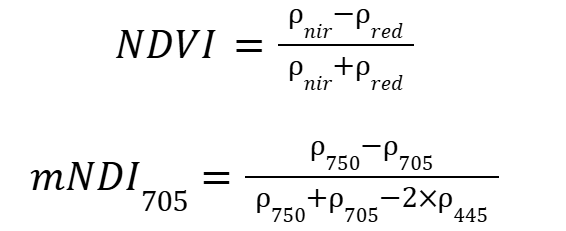 NDVI = (ρ_nir−ρ_red) / (ρ_nir+ρ_red)
mNDI_705 = (ρ_750−ρ_705) / (ρ_750+ρ_705−2×ρ_445)